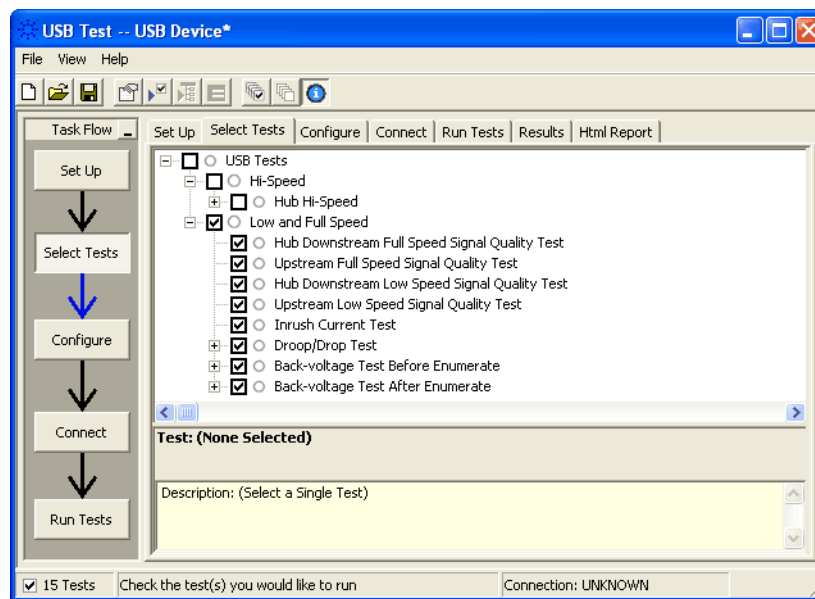 USB Test -- USB Device*
File View Help
Task Flow
Set Up
Select Tests
Configure
Connect
Run Tests
Set Up Select Tests Configure Connect Run Tests Results Html Report
USB Tests
Hi-Speed
Hub Hi-Speed
Low and Full Speed
Hub Downstream Full Speed Signal Quality Test
Upstream Full Speed Signal Quality Test
Hub Downstream Low Speed Signal Quality Test
Upstream Low Speed Signal Quality Test
Inrush Current Test
Droop/Drop Test
Back-voltage Test Before Enumerate
Back-voltage Test After Enumerate
Test: (None Selected)
Description: (Select a Single Test)
15 Tests Check the test(s) you would like to run Connection: UNKNOWN